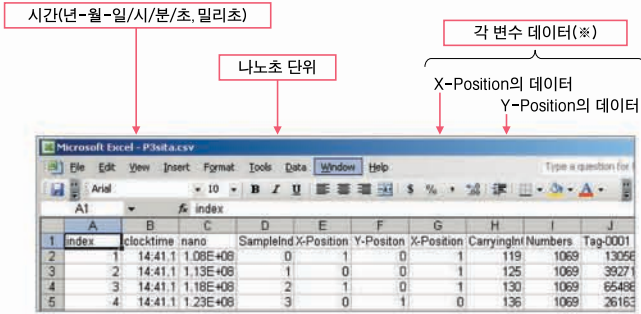 시간(년-월-일/시/분/초,밀리초)
각 변수 데이터(※)
나노초 단위
X-Position의 데이터
Y-Position의 데이터
Microsoft Excel - P3sita.csv
File Edit View Insert Format Tools Data Window Help Type a question for
Arial 10 B I U $ % , A
A1 fx index
A B C D E F G H I J
1 index clocktime nano SampleInd X-Position Y-Positon X-Position CarryingInt Numbers Tag-0001
2 1 14:41.1 1.08E+08 0 1 0 1 119 1069 13056
3 2 14:41.1 1.13E+08 1 0 0 1 125 1069 39271
4 3 14:41.1 1.18E+08 2 1 0 1 130 1069 65486
5 4 14:41.1 1.23E+08 3 0 1 0 136 1069 26163